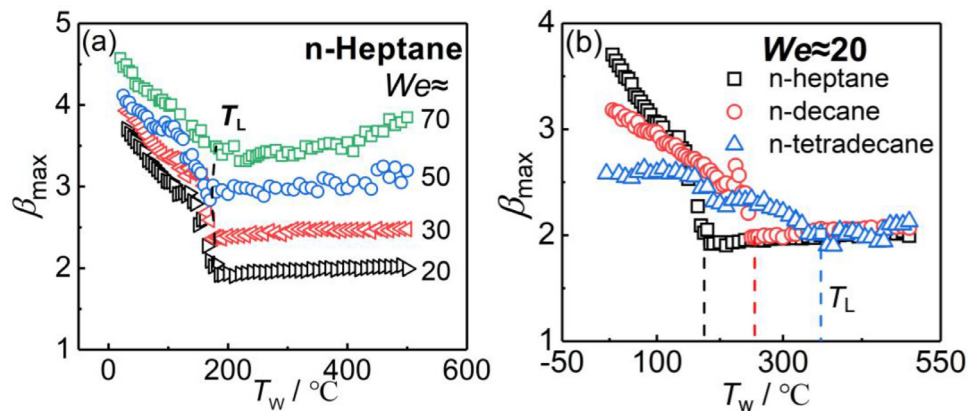 (a)
n-Heptane
We≈
T_L
70
50
30
20
5
4
3
2
1
β_max
0
200
400
600
T_w / °C
(b)
We≈20
n-heptane
n-decane
n-tetradecane
T_L
4
3
2
1
β_max
-50
100
300
550
T_w / °C